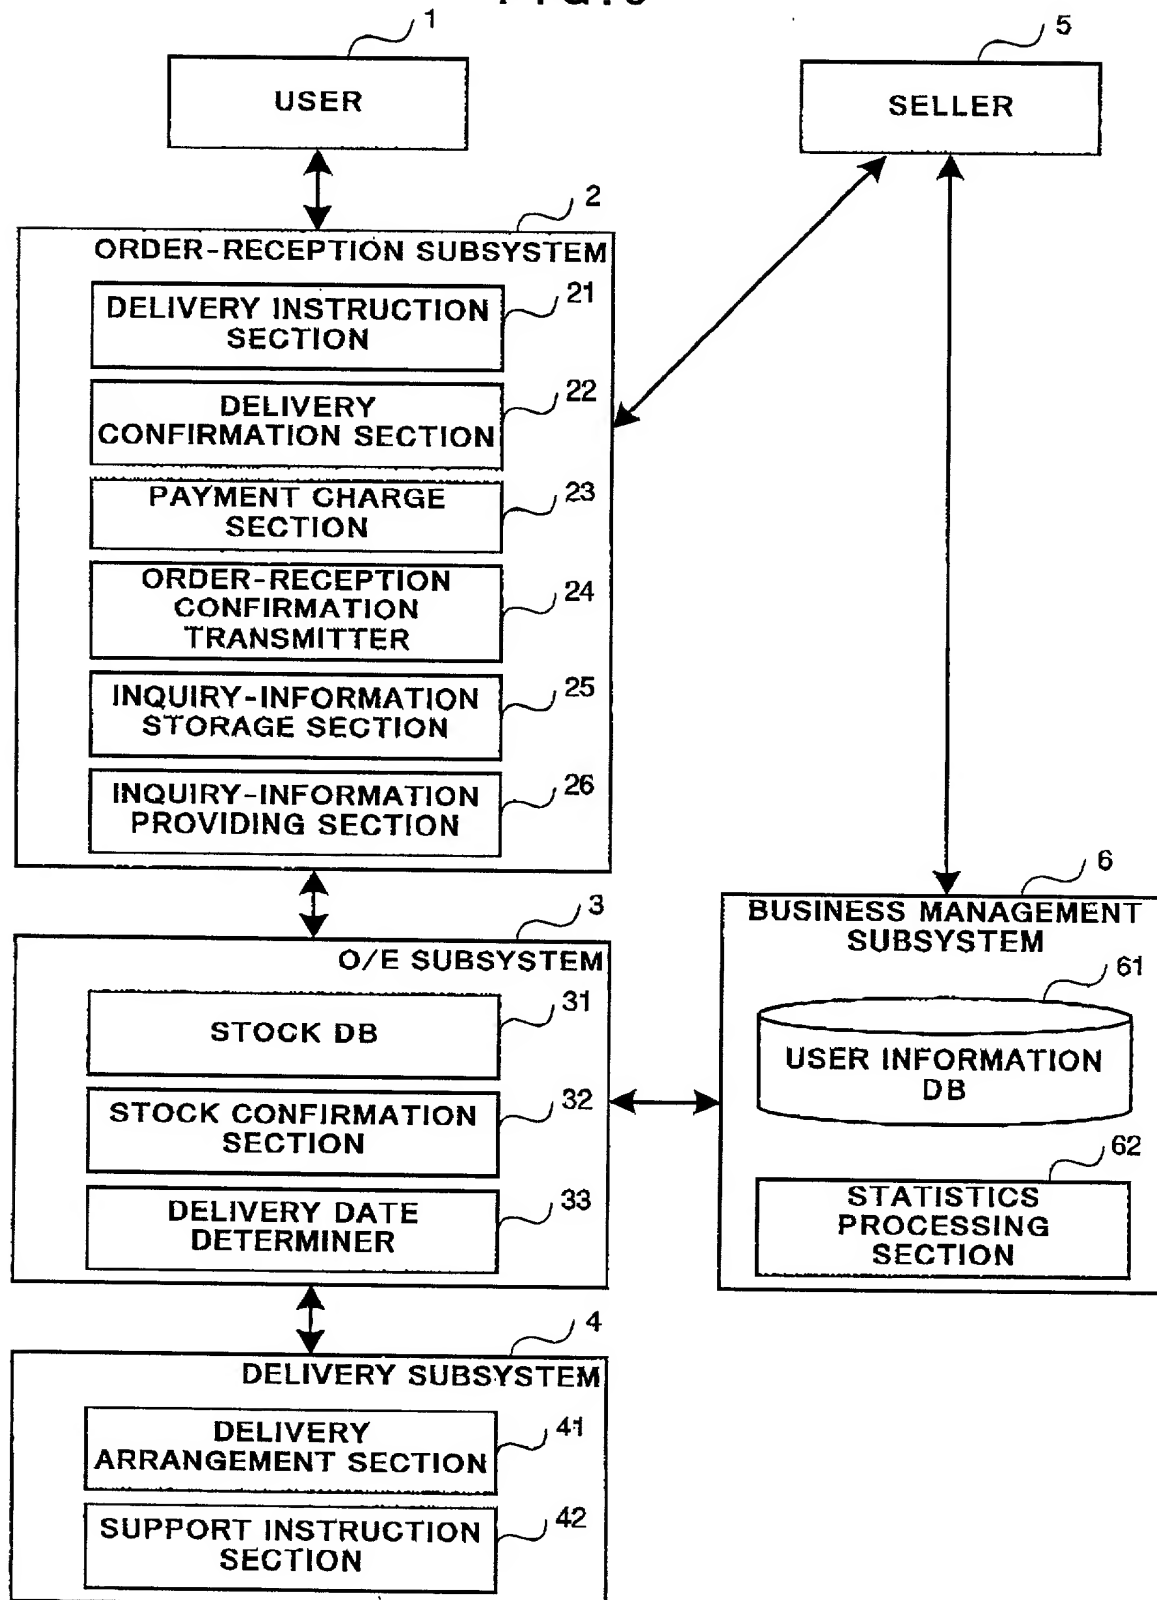 1
USER
5
SELLER
2
ORDER-RECEPTION SUBSYSTEM
21
DELIVERY INSTRUCTION
SECTION
22
DELIVERY
CONFIRMATION SECTION
23
PAYMENT CHARGE
SECTION
24
ORDER-RECEPTION
CONFIRMATION
TRANSMITTER
25
INQUIRY-INFORMATION
STORAGE SECTION
26
INQUIRY-INFORMATION
PROVIDING SECTION
3
O/E SUBSYSTEM
31
STOCK DB
32
STOCK CONFIRMATION
SECTION
33
DELIVERY DATE
DETERMINER
6
BUSINESS MANAGEMENT
SUBSYSTEM
61
USER INFORMATION
DB
62
STATISTICS
PROCESSING
SECTION
4
DELIVERY SUBSYSTEM
41
DELIVERY
ARRANGEMENT SECTION
42
SUPPORT INSTRUCTION
SECTION